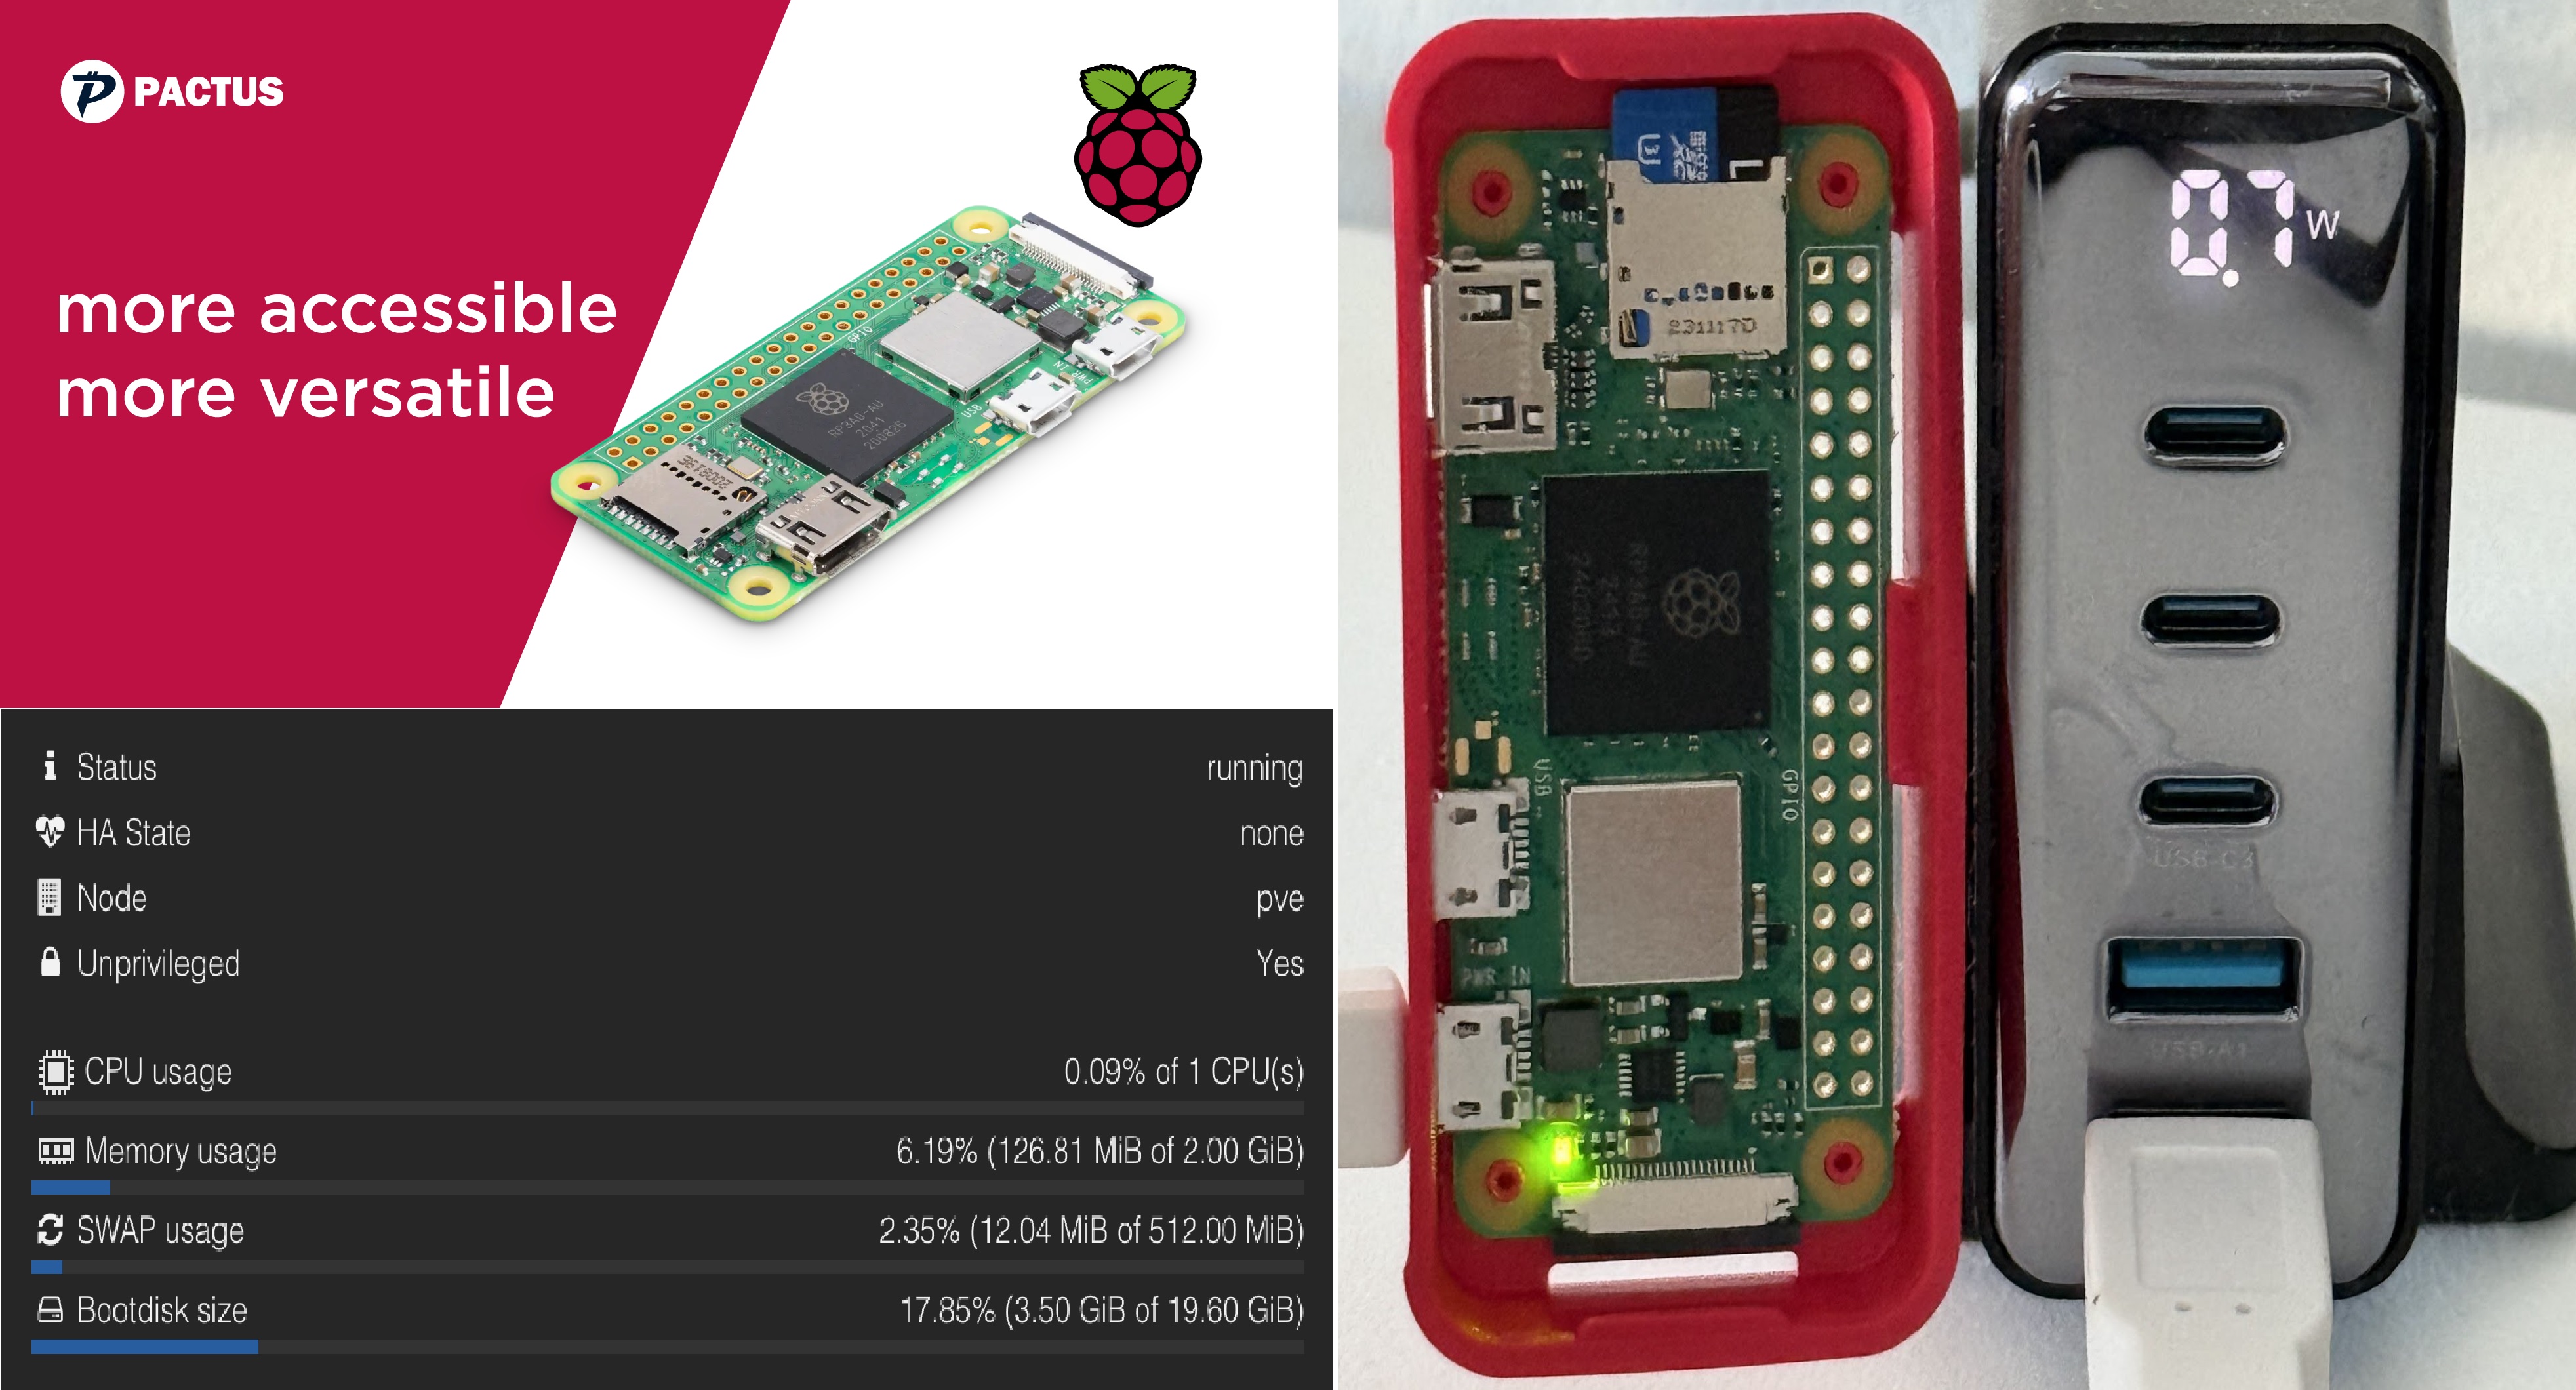 PACTUS
more accessible
more versatile
GPIO
RP3A0-AU
2041
200826
PWR IN
USB
Status running
HA State none
Node pve
Unprivileged Yes
CPU usage 0.09% of 1 CPU(s)
Memory usage 6.19% (126.81 MiB of 2.00 GiB)
SWAP usage 2.35% (12.04 MiB of 512.00 MiB)
Bootdisk size 17.85% (3.50 GiB of 19.60 GiB)
0.7 W
231117D
USB
GPIO
PWR IN
USB-C3
USB-A1